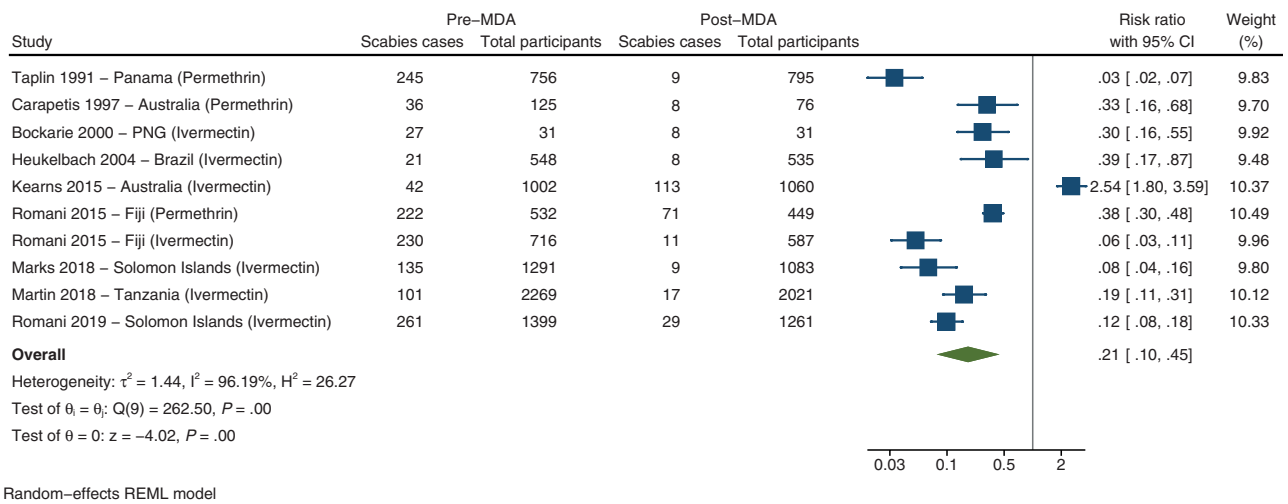 Pre−MDA Post−MDA Risk ratio Weight
Study Scabies cases Total participants Scabies cases Total participants with 95% CI (%)
Taplin 1991 − Panama (Permethrin) 245 756 9 795 .03 [ .02, .07] 9.83
Carapetis 1997 − Australia (Permethrin) 36 125 8 76 .33 [ .16, .68] 9.70
Bockarie 2000 − PNG (Ivermectin) 27 31 8 31 .30 [ .16, .55] 9.92
Heukelbach 2004 − Brazil (Ivermectin) 21 548 8 535 .39 [ .17, .87] 9.48
Kearns 2015 − Australia (Ivermectin) 42 1002 113 1060 2.54 [1.80, 3.59] 10.37
Romani 2015 − Fiji (Permethrin) 222 532 71 449 .38 [ .30, .48] 10.49
Romani 2015 − Fiji (Ivermectin) 230 716 11 587 .06 [ .03, .11] 9.96
Marks 2018 − Solomon Islands (Ivermectin) 135 1291 9 1083 .08 [ .04, .16] 9.80
Martin 2018 − Tanzania (Ivermectin) 101 2269 17 2021 .19 [ .11, .31] 10.12
Romani 2019 − Solomon Islands (Ivermectin) 261 1399 29 1261 .12 [ .08, .18] 10.33
Overall .21 [ .10, .45]
Heterogeneity: τ² = 1.44, I² = 96.19%, H² = 26.27
Test of θᵢ = θⱼ: Q(9) = 262.50, P = .00
Test of θ = 0: z = −4.02, P = .00
0.03 0.1 0.5 2
Random−effects REML model